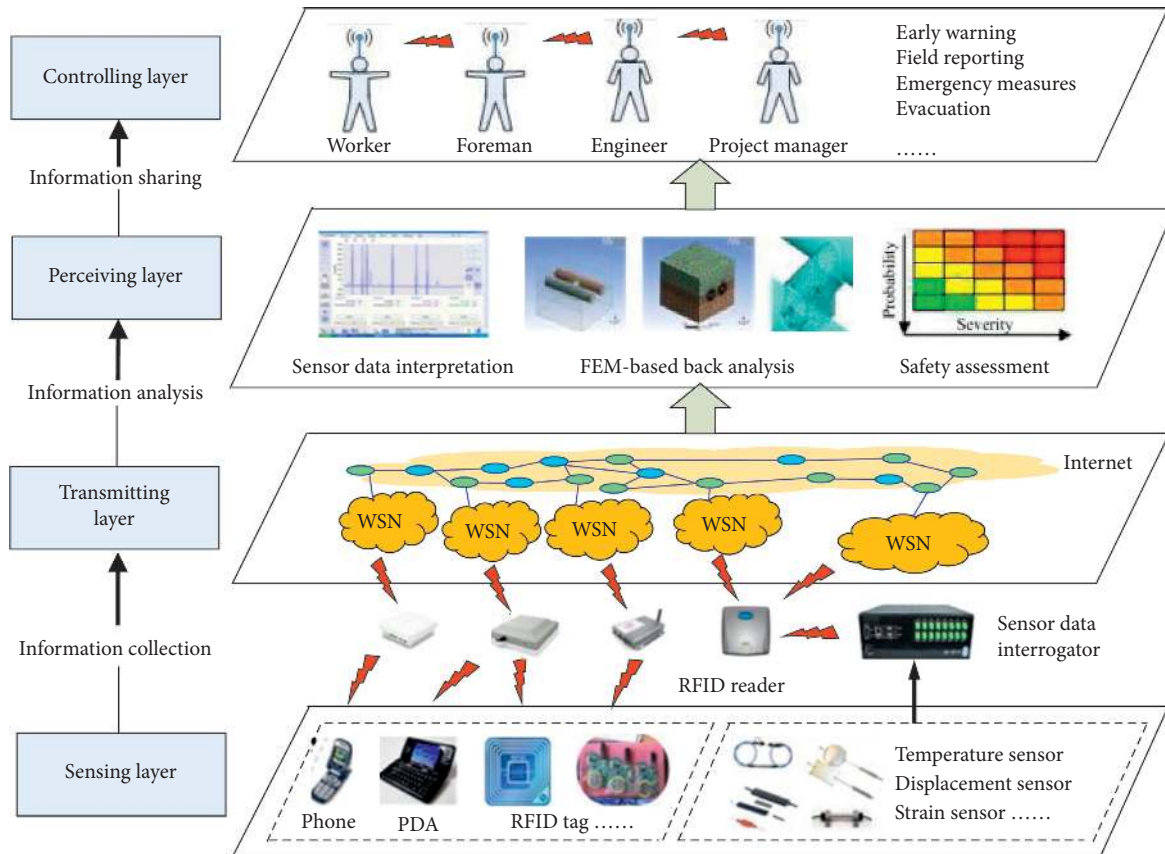 Controlling layer
Information sharing
Perceiving layer
Information analysis
Transmitting
layer
Information collection
Sensing layer
Worker
Foreman
Engineer
Project manager
Early warning
Field reporting
Emergency measures
Evacuation
……
Sensor data interpretation
FEM-based back analysis
Probability
Severity
Safety assessment
Internet
WSN
WSN
WSN
WSN
WSN
Sensor data
interrogator
RFID reader
Phone
PDA
RFID tag ……
Temperature sensor
Displacement sensor
Strain sensor ……